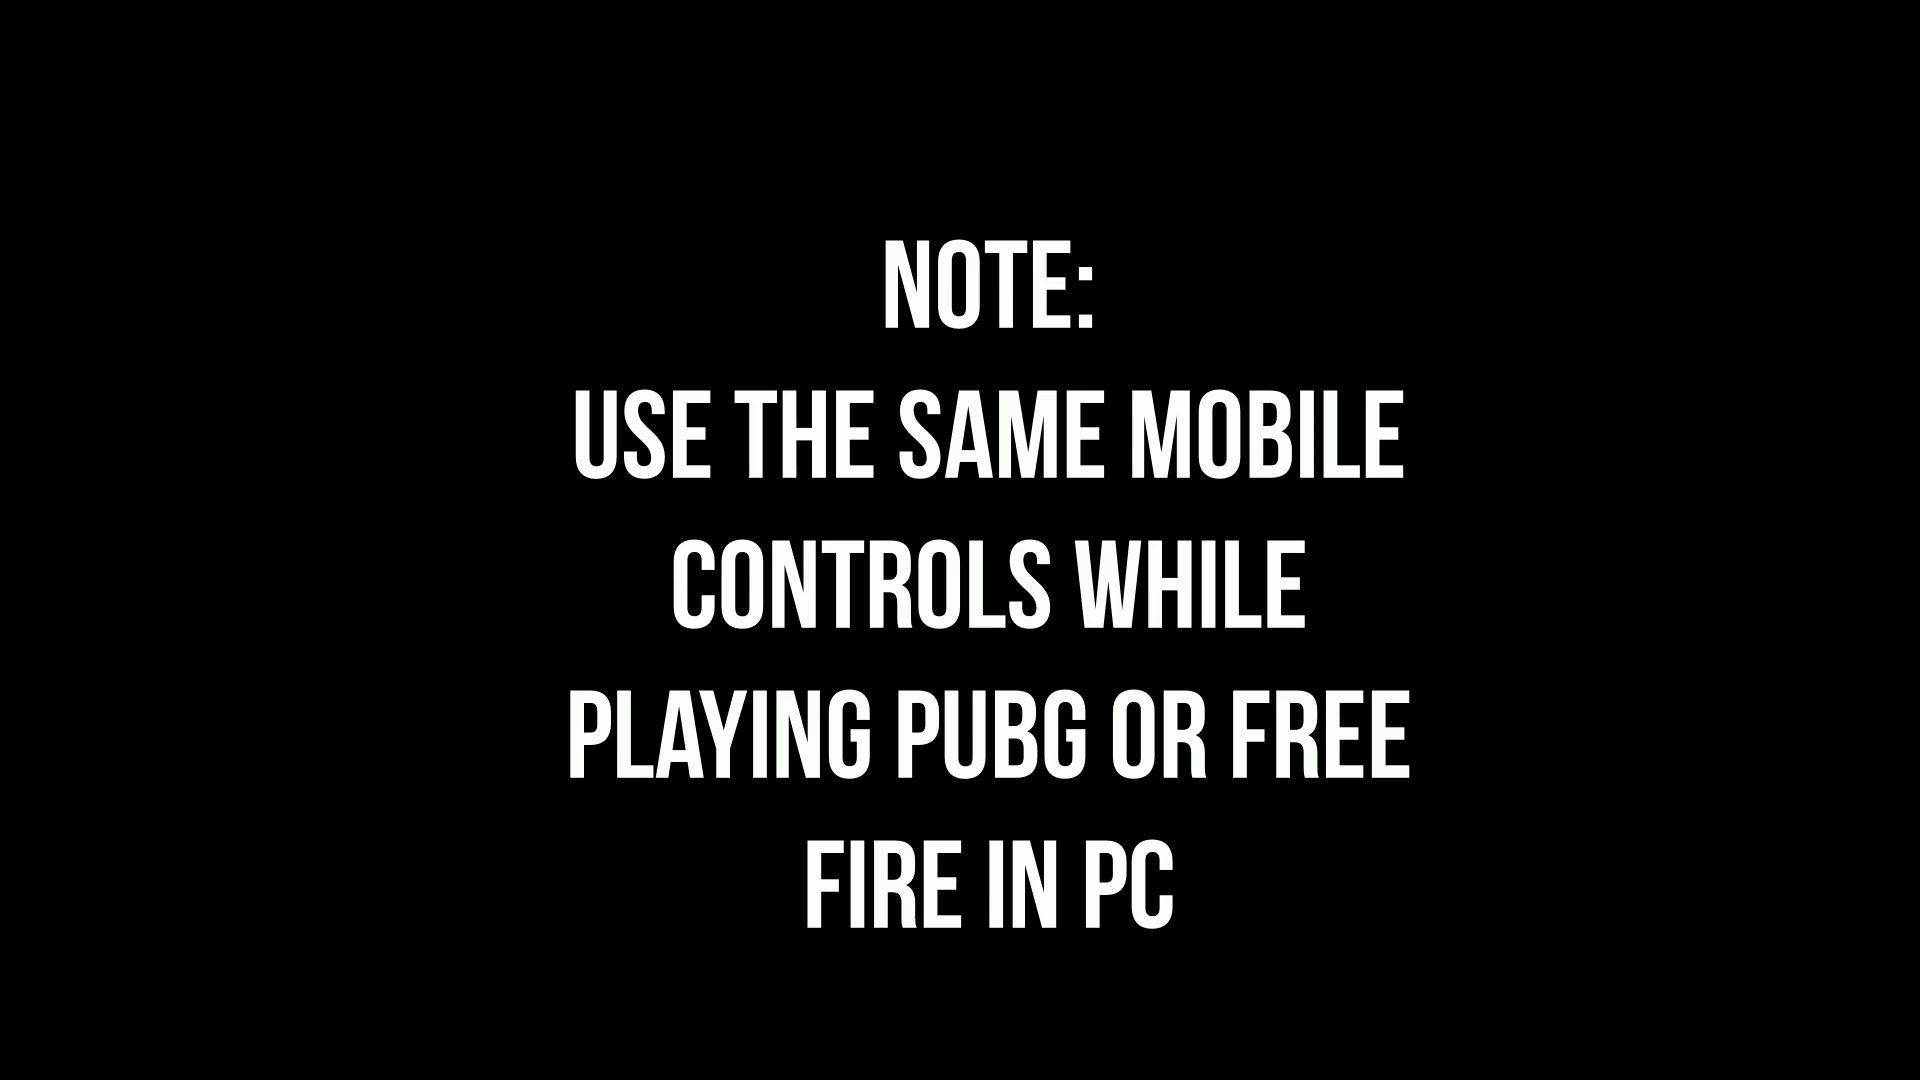 NOTE:
USE THE SAME MOBILE
CONTROLS WHILE
PLAYING PUBG OR FREE
FIRE IN PC